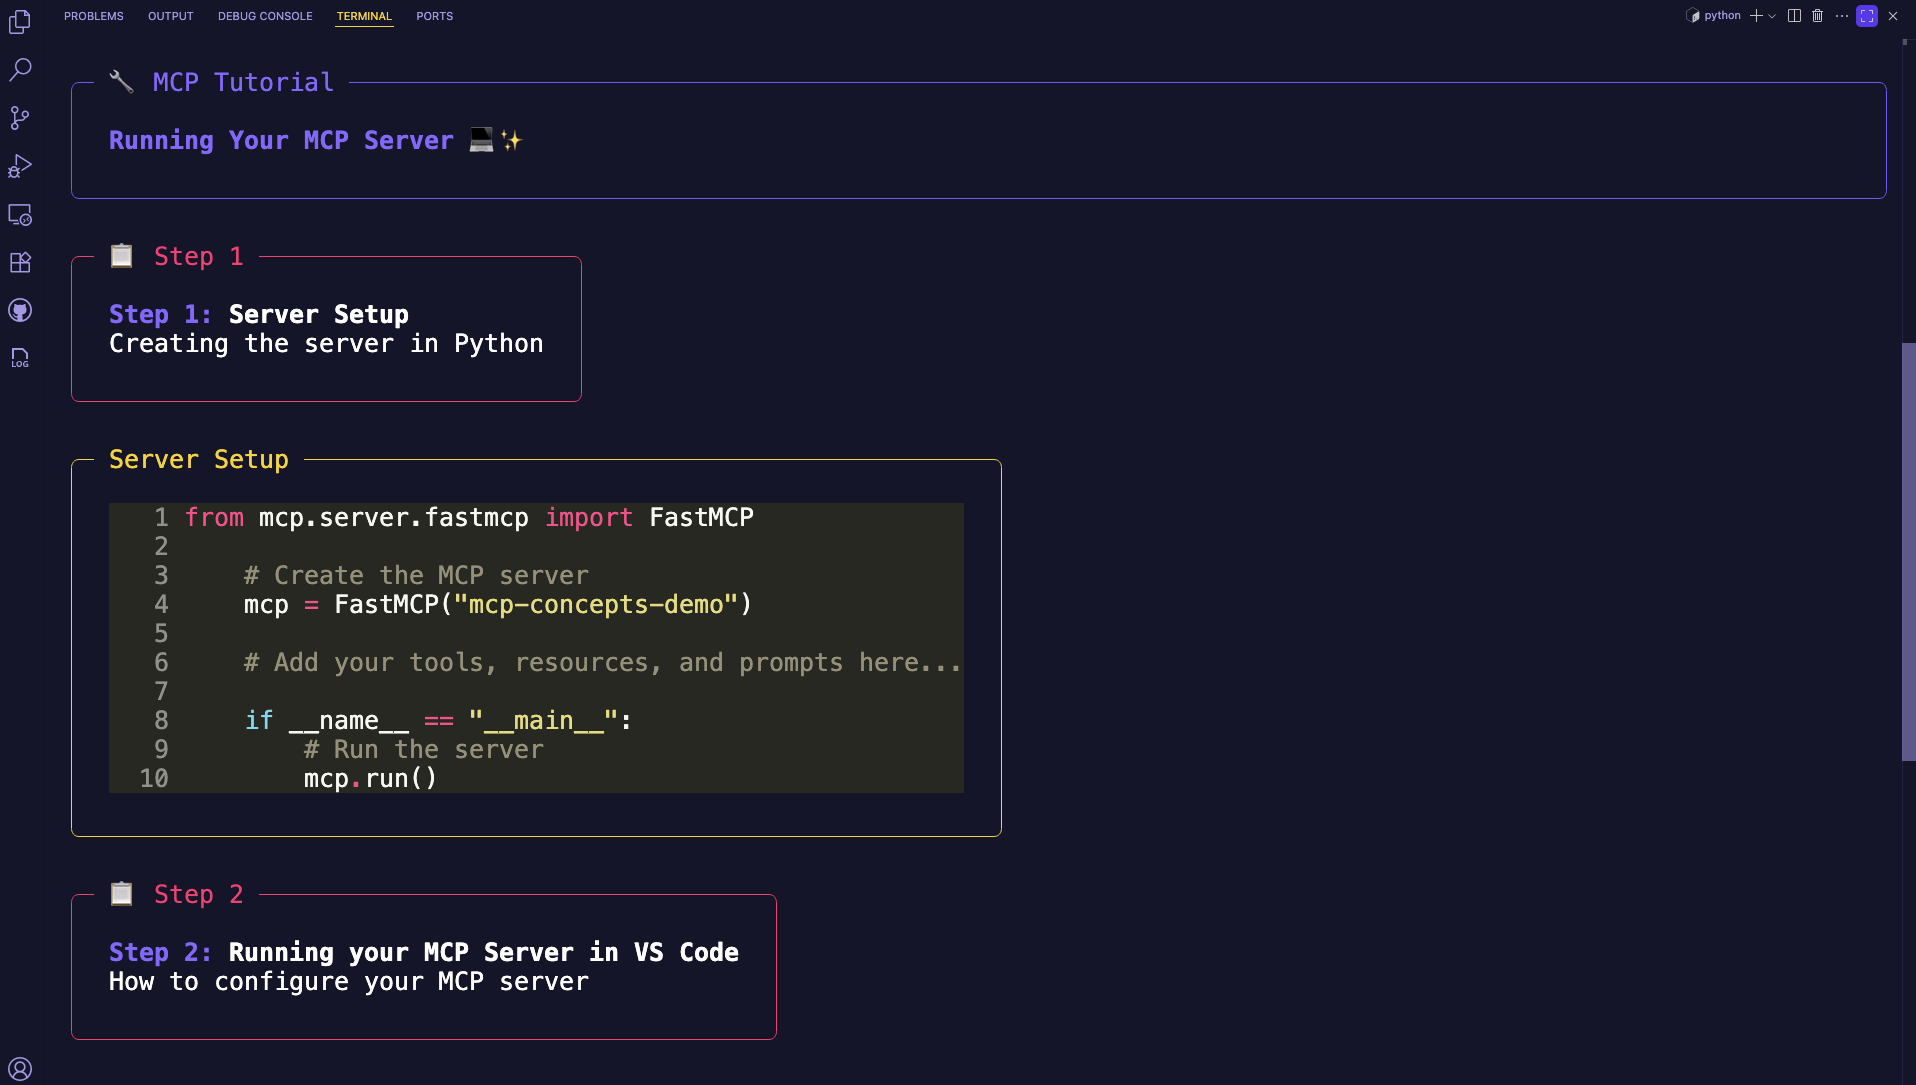 PROBLEMS OUTPUT DEBUG CONSOLE TERMINAL PORTS
python
MCP Tutorial
Running Your MCP Server
Step 1
Step 1: Server Setup
Creating the server in Python
Server Setup
1 from mcp.server.fastmcp import FastMCP
2
3     # Create the MCP server
4     mcp = FastMCP("mcp-concepts-demo")
5
6     # Add your tools, resources, and prompts here...
7
8     if __name__ == "__main__":
9         # Run the server
10         mcp.run()
Step 2
Step 2: Running your MCP Server in VS Code
How to configure your MCP server
LOG